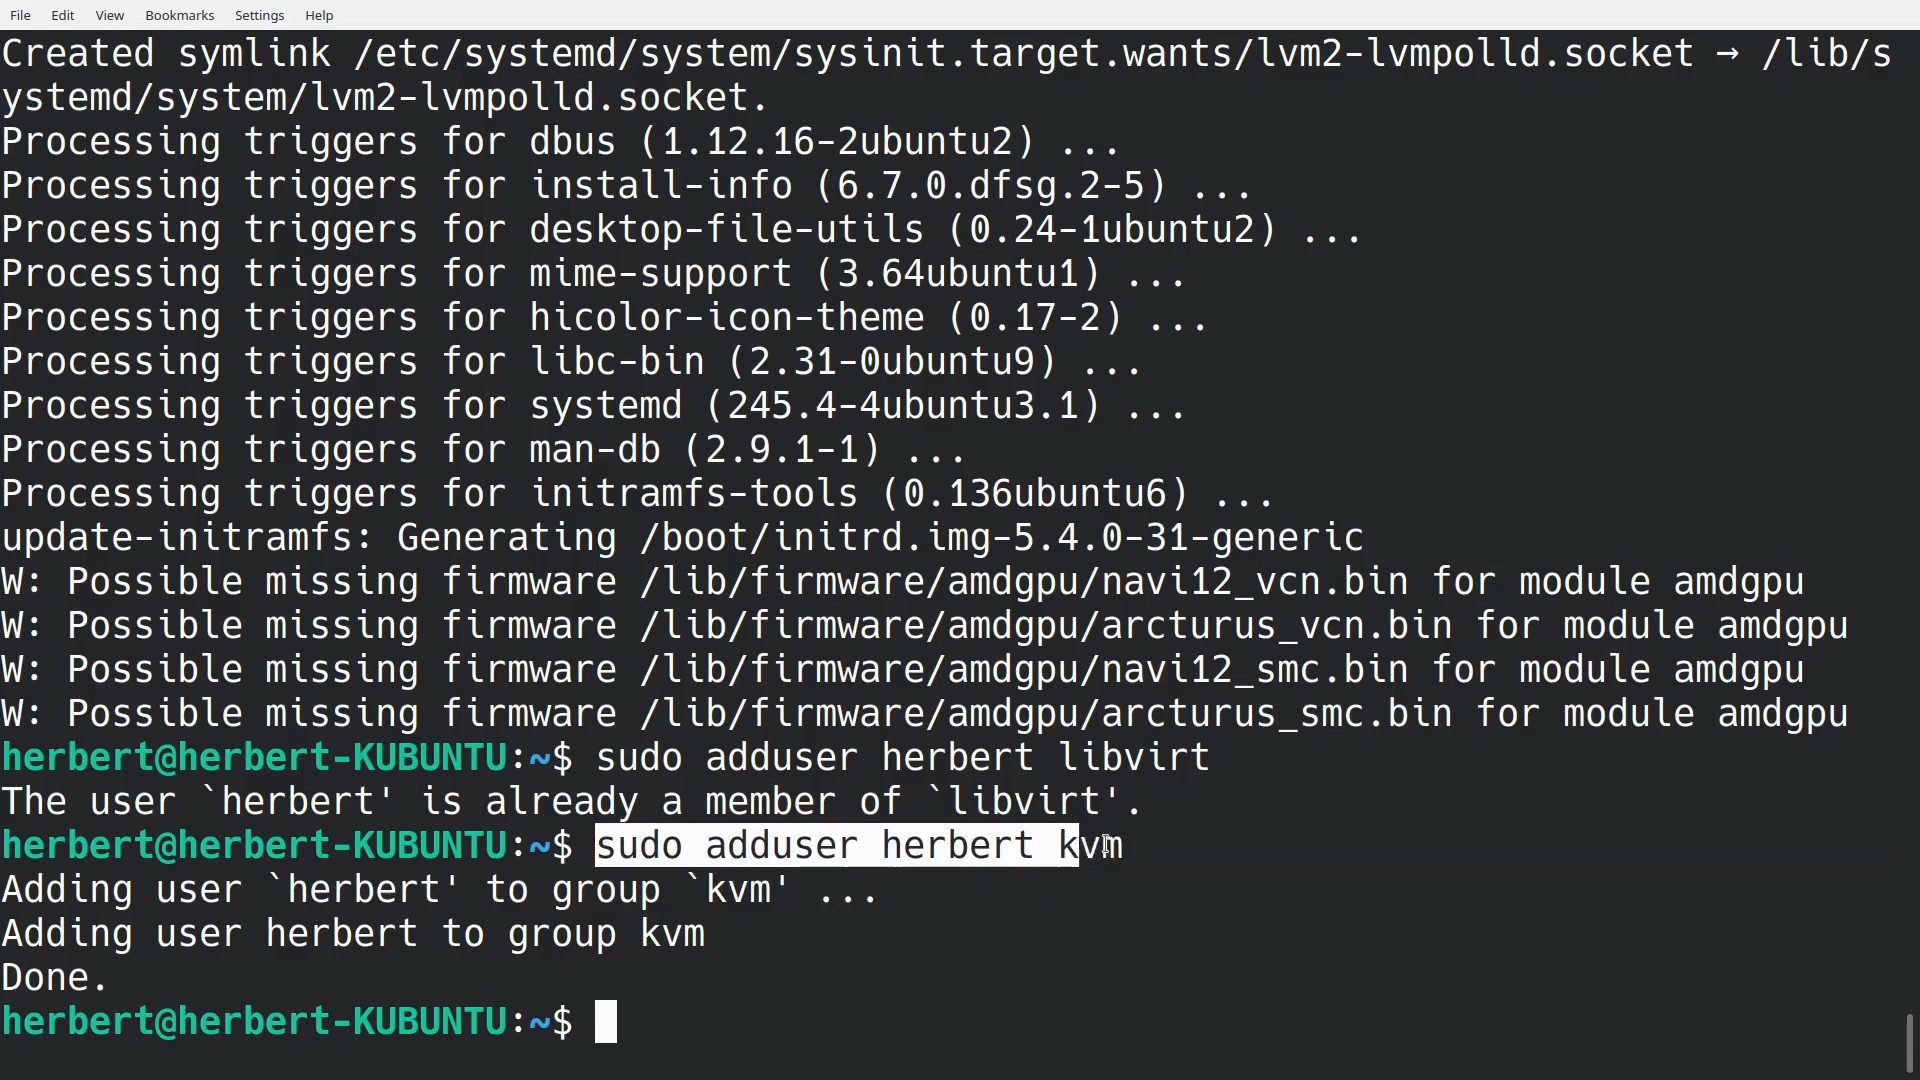 File Edit View Bookmarks Settings Help
Created symlink /etc/systemd/system/sysinit.target.wants/lvm2-lvmpolld.socket → /lib/s
ystemd/system/lvm2-lvmpolld.socket.
Processing triggers for dbus (1.12.16-2ubuntu2) ...
Processing triggers for install-info (6.7.0.dfsg.2-5) ...
Processing triggers for desktop-file-utils (0.24-1ubuntu2) ...
Processing triggers for mime-support (3.64ubuntu1) ...
Processing triggers for hicolor-icon-theme (0.17-2) ...
Processing triggers for libc-bin (2.31-0ubuntu9) ...
Processing triggers for systemd (245.4-4ubuntu3.1) ...
Processing triggers for man-db (2.9.1-1) ...
Processing triggers for initramfs-tools (0.136ubuntu6) ...
update-initramfs: Generating /boot/initrd.img-5.4.0-31-generic
W: Possible missing firmware /lib/firmware/amdgpu/navi12_vcn.bin for module amdgpu
W: Possible missing firmware /lib/firmware/amdgpu/arcturus_vcn.bin for module amdgpu
W: Possible missing firmware /lib/firmware/amdgpu/navi12_smc.bin for module amdgpu
W: Possible missing firmware /lib/firmware/amdgpu/arcturus_smc.bin for module amdgpu
herbert@herbert-KUBUNTU:~$ sudo adduser herbert libvirt
The user `herbert' is already a member of `libvirt'.
herbert@herbert-KUBUNTU:~$ sudo adduser herbert kvm
Adding user `herbert' to group `kvm' ...
Adding user herbert to group kvm
Done.
herbert@herbert-KUBUNTU:~$